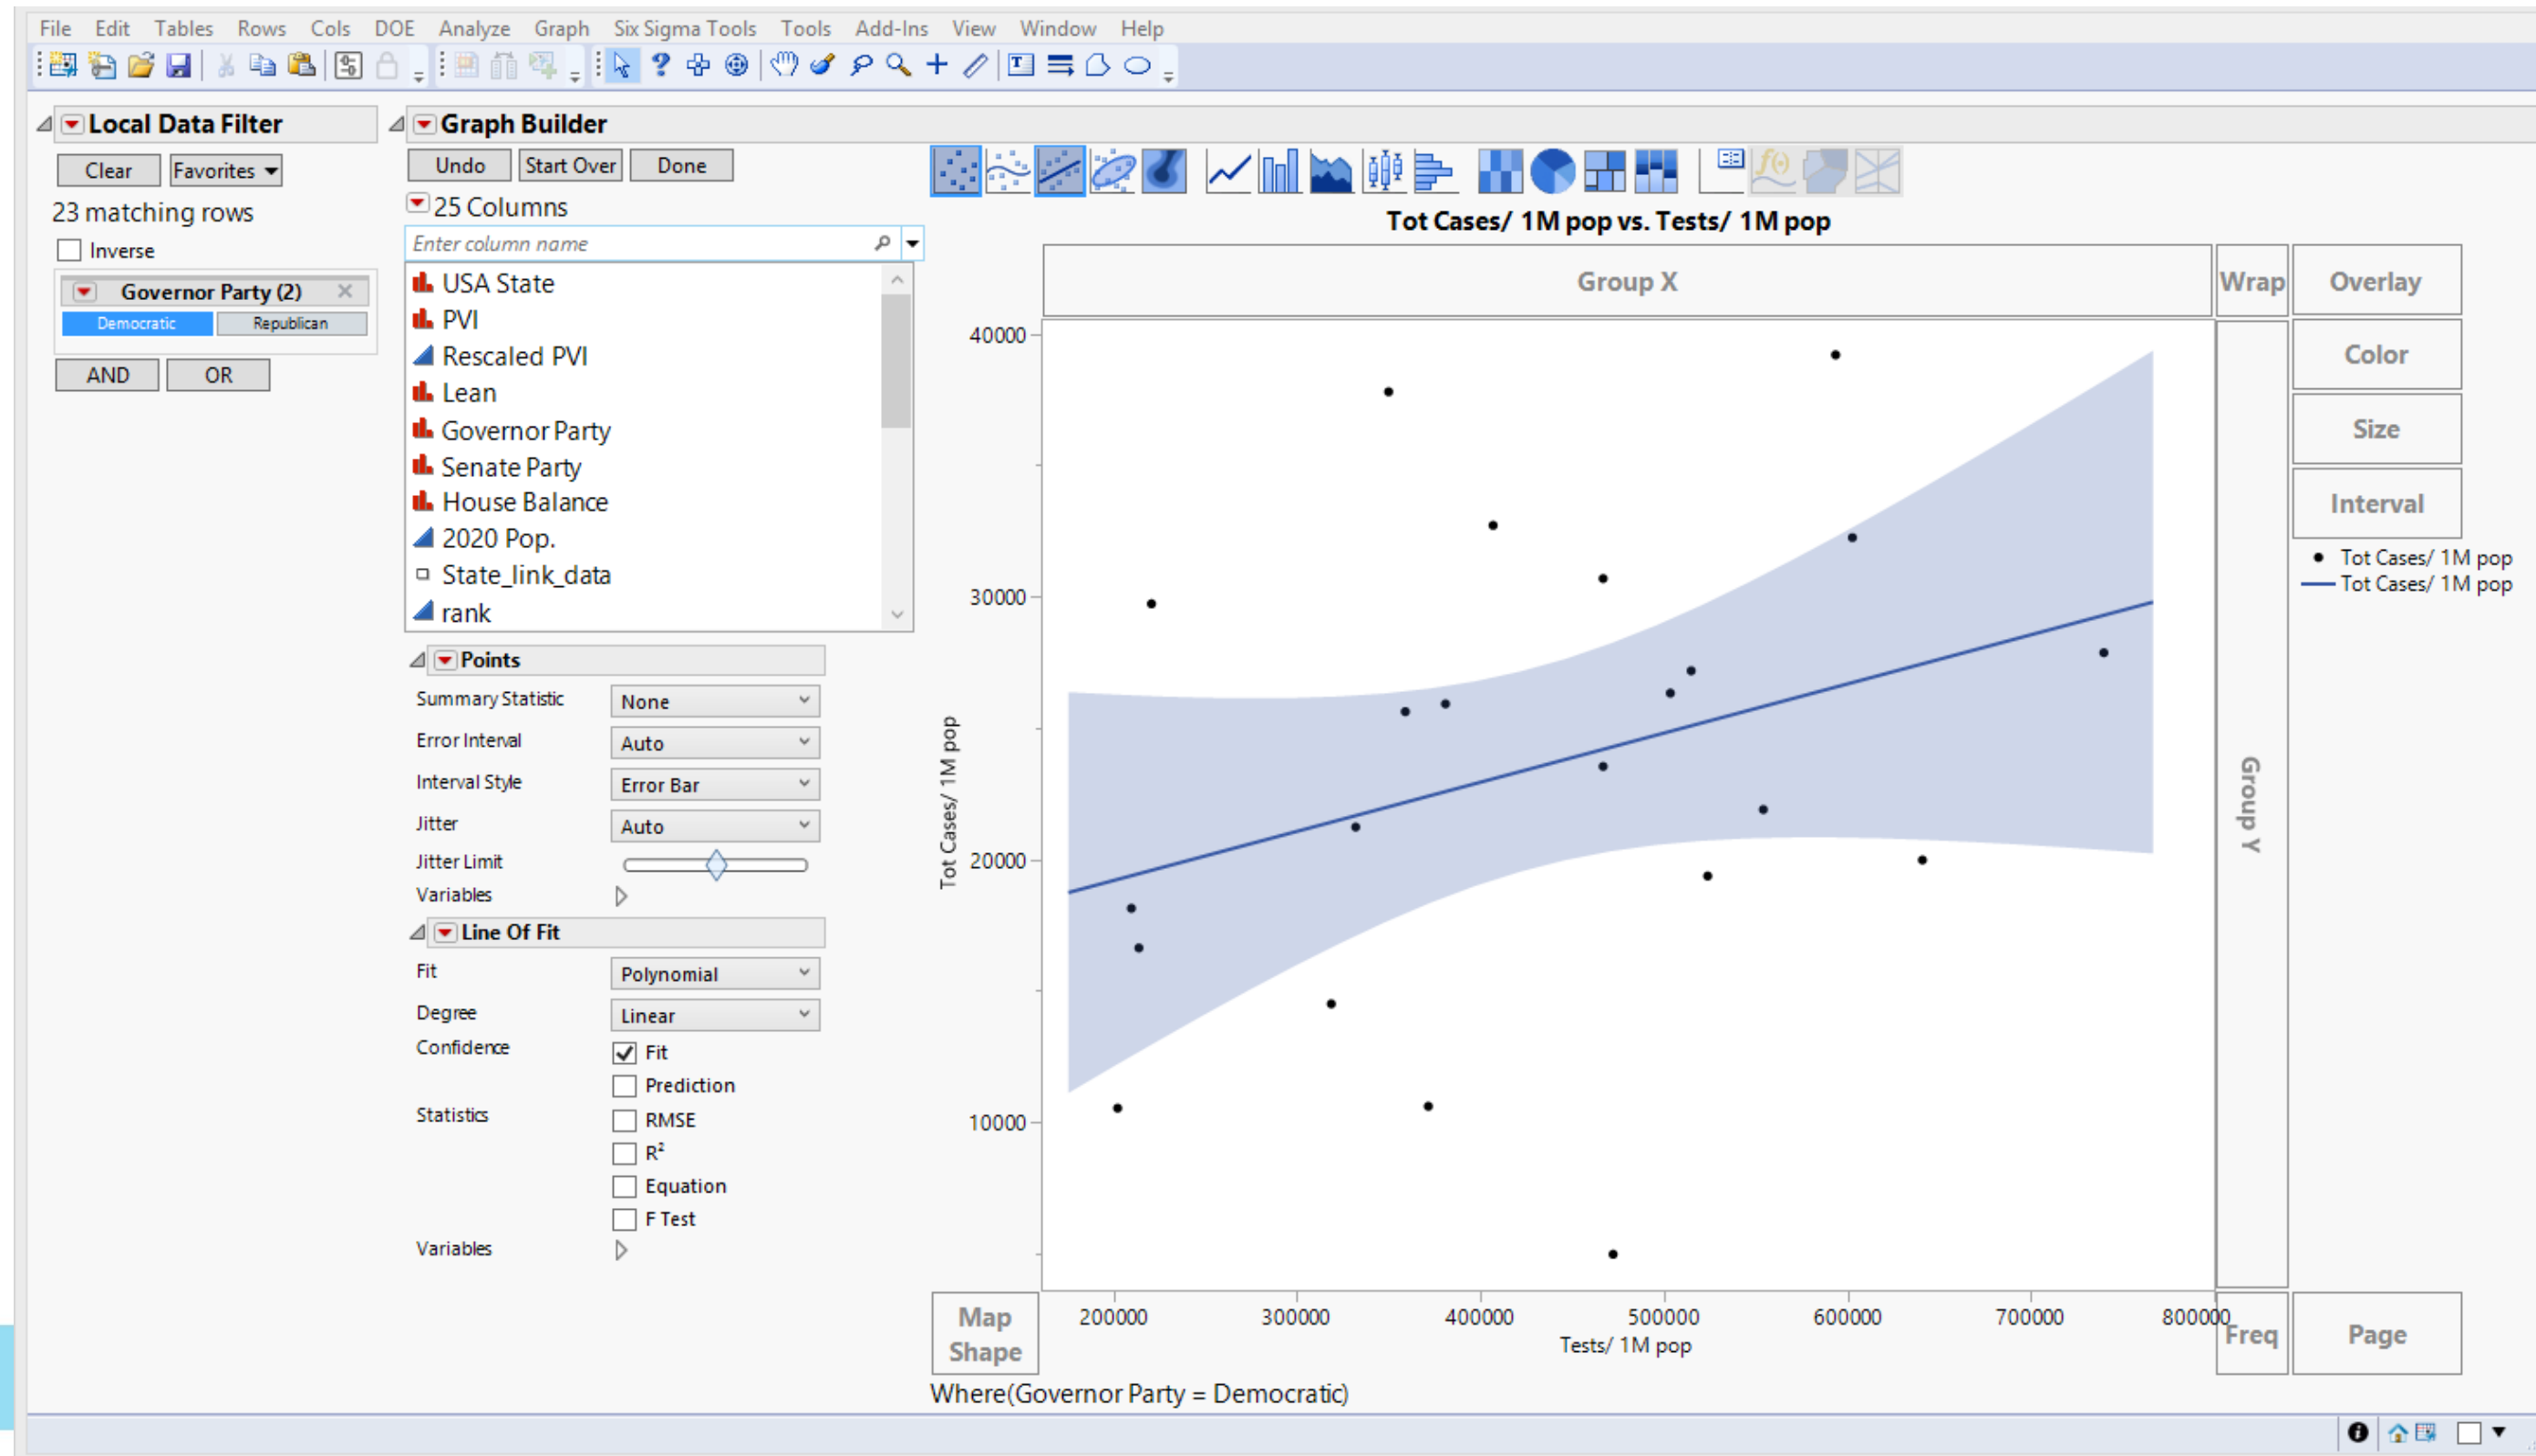 File Edit Tables Rows Cols DOE Analyze Graph Six Sigma Tools Tools Add-Ins View Window Help
Local Data Filter
Clear Favorites
23 matching rows
Inverse
Governor Party (2)
Democratic Republican
AND OR
Graph Builder
Undo Start Over Done
25 Columns
Enter column name
USA State
PVI
Rescaled PVI
Lean
Governor Party
Senate Party
House Balance
2020 Pop.
State_link_data
rank
Points
Summary Statistic None
Error Interval Auto
Interval Style Error Bar
Jitter Auto
Jitter Limit
Variables
Line Of Fit
Fit Polynomial
Degree Linear
Confidence Fit
Prediction
Statistics RMSE
R²
Equation
F Test
Variables
Tot Cases/ 1M pop vs. Tests/ 1M pop
Group X
Wrap
Overlay
Color
Size
Interval
Tot Cases/ 1M pop
Tot Cases/ 1M pop
Group Y
40000
30000
20000
10000
Tot Cases/ 1M pop
200000 300000 400000 500000 600000 700000 800000
Tests/ 1M pop
Map
Shape
Freq
Page
Where(Governor Party = Democratic)